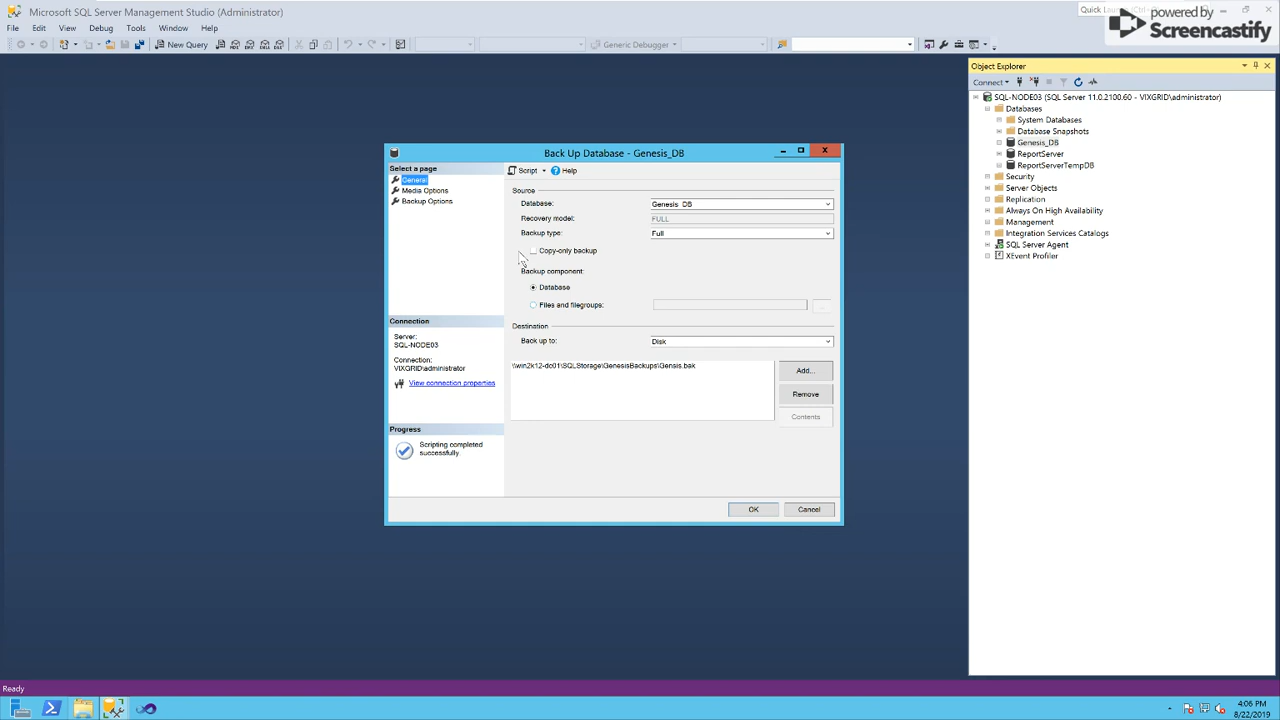 Microsoft SQL Server Management Studio (Administrator)
powered by
Screencastify
File Edit View Debug Tools Window Help
New Query
Generic Debugger
Object Explorer
Connect
SQL-NODE03 (SQL Server 11.0.2100.60 - VIXGRID\administrator)
Databases
System Databases
Database Snapshots
Genesis_DB
ReportServer
ReportServerTempDB
Security
Server Objects
Replication
Always On High Availability
Management
Integration Services Catalogs
SQL Server Agent
XEvent Profiler
Back Up Database - Genesis_DB
Select a page
General
Media Options
Backup Options
Connection
Server:
SQL-NODE03
Connection:
VIXGRID\administrator
View connection properties
Progress
Scripting completed
successfully.
Script Help
Source
Database: Genesis_DB
Recovery model: FULL
Backup type: Full
Copy-only backup
Backup component:
Database
Files and filegroups: ...
Destination
Back up to: Disk
\\win2k12-dc01\SQLStorage\GenesisBackups\Gensis.bak
Add...
Remove
Contents
OK Cancel
Ready
4:06 PM
8/22/2019